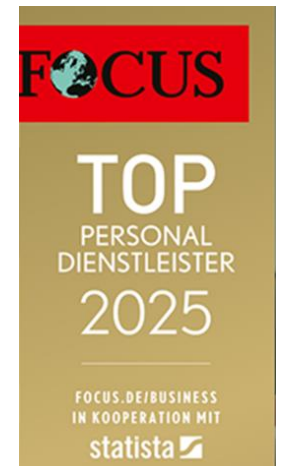 FOCUS
TOP
PERSONAL
DIENSTLEISTER
2025
FOCUS.DE/BUSINESS
IN KOOPERATION MIT
statista